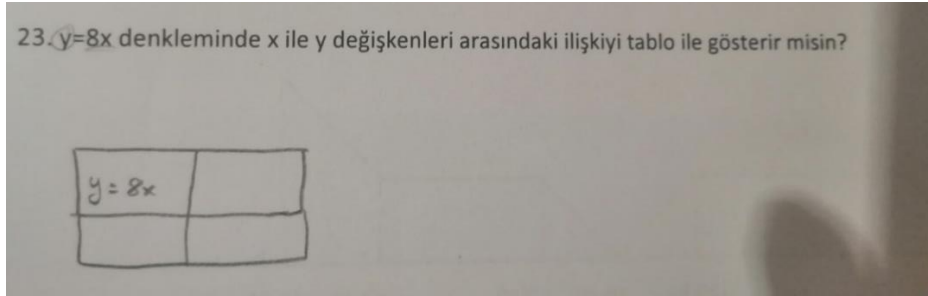 23. y=8x denkleminde x ile y değişkenleri arasındaki ilişkiyi tablo ile gösterir misin?
y = 8x